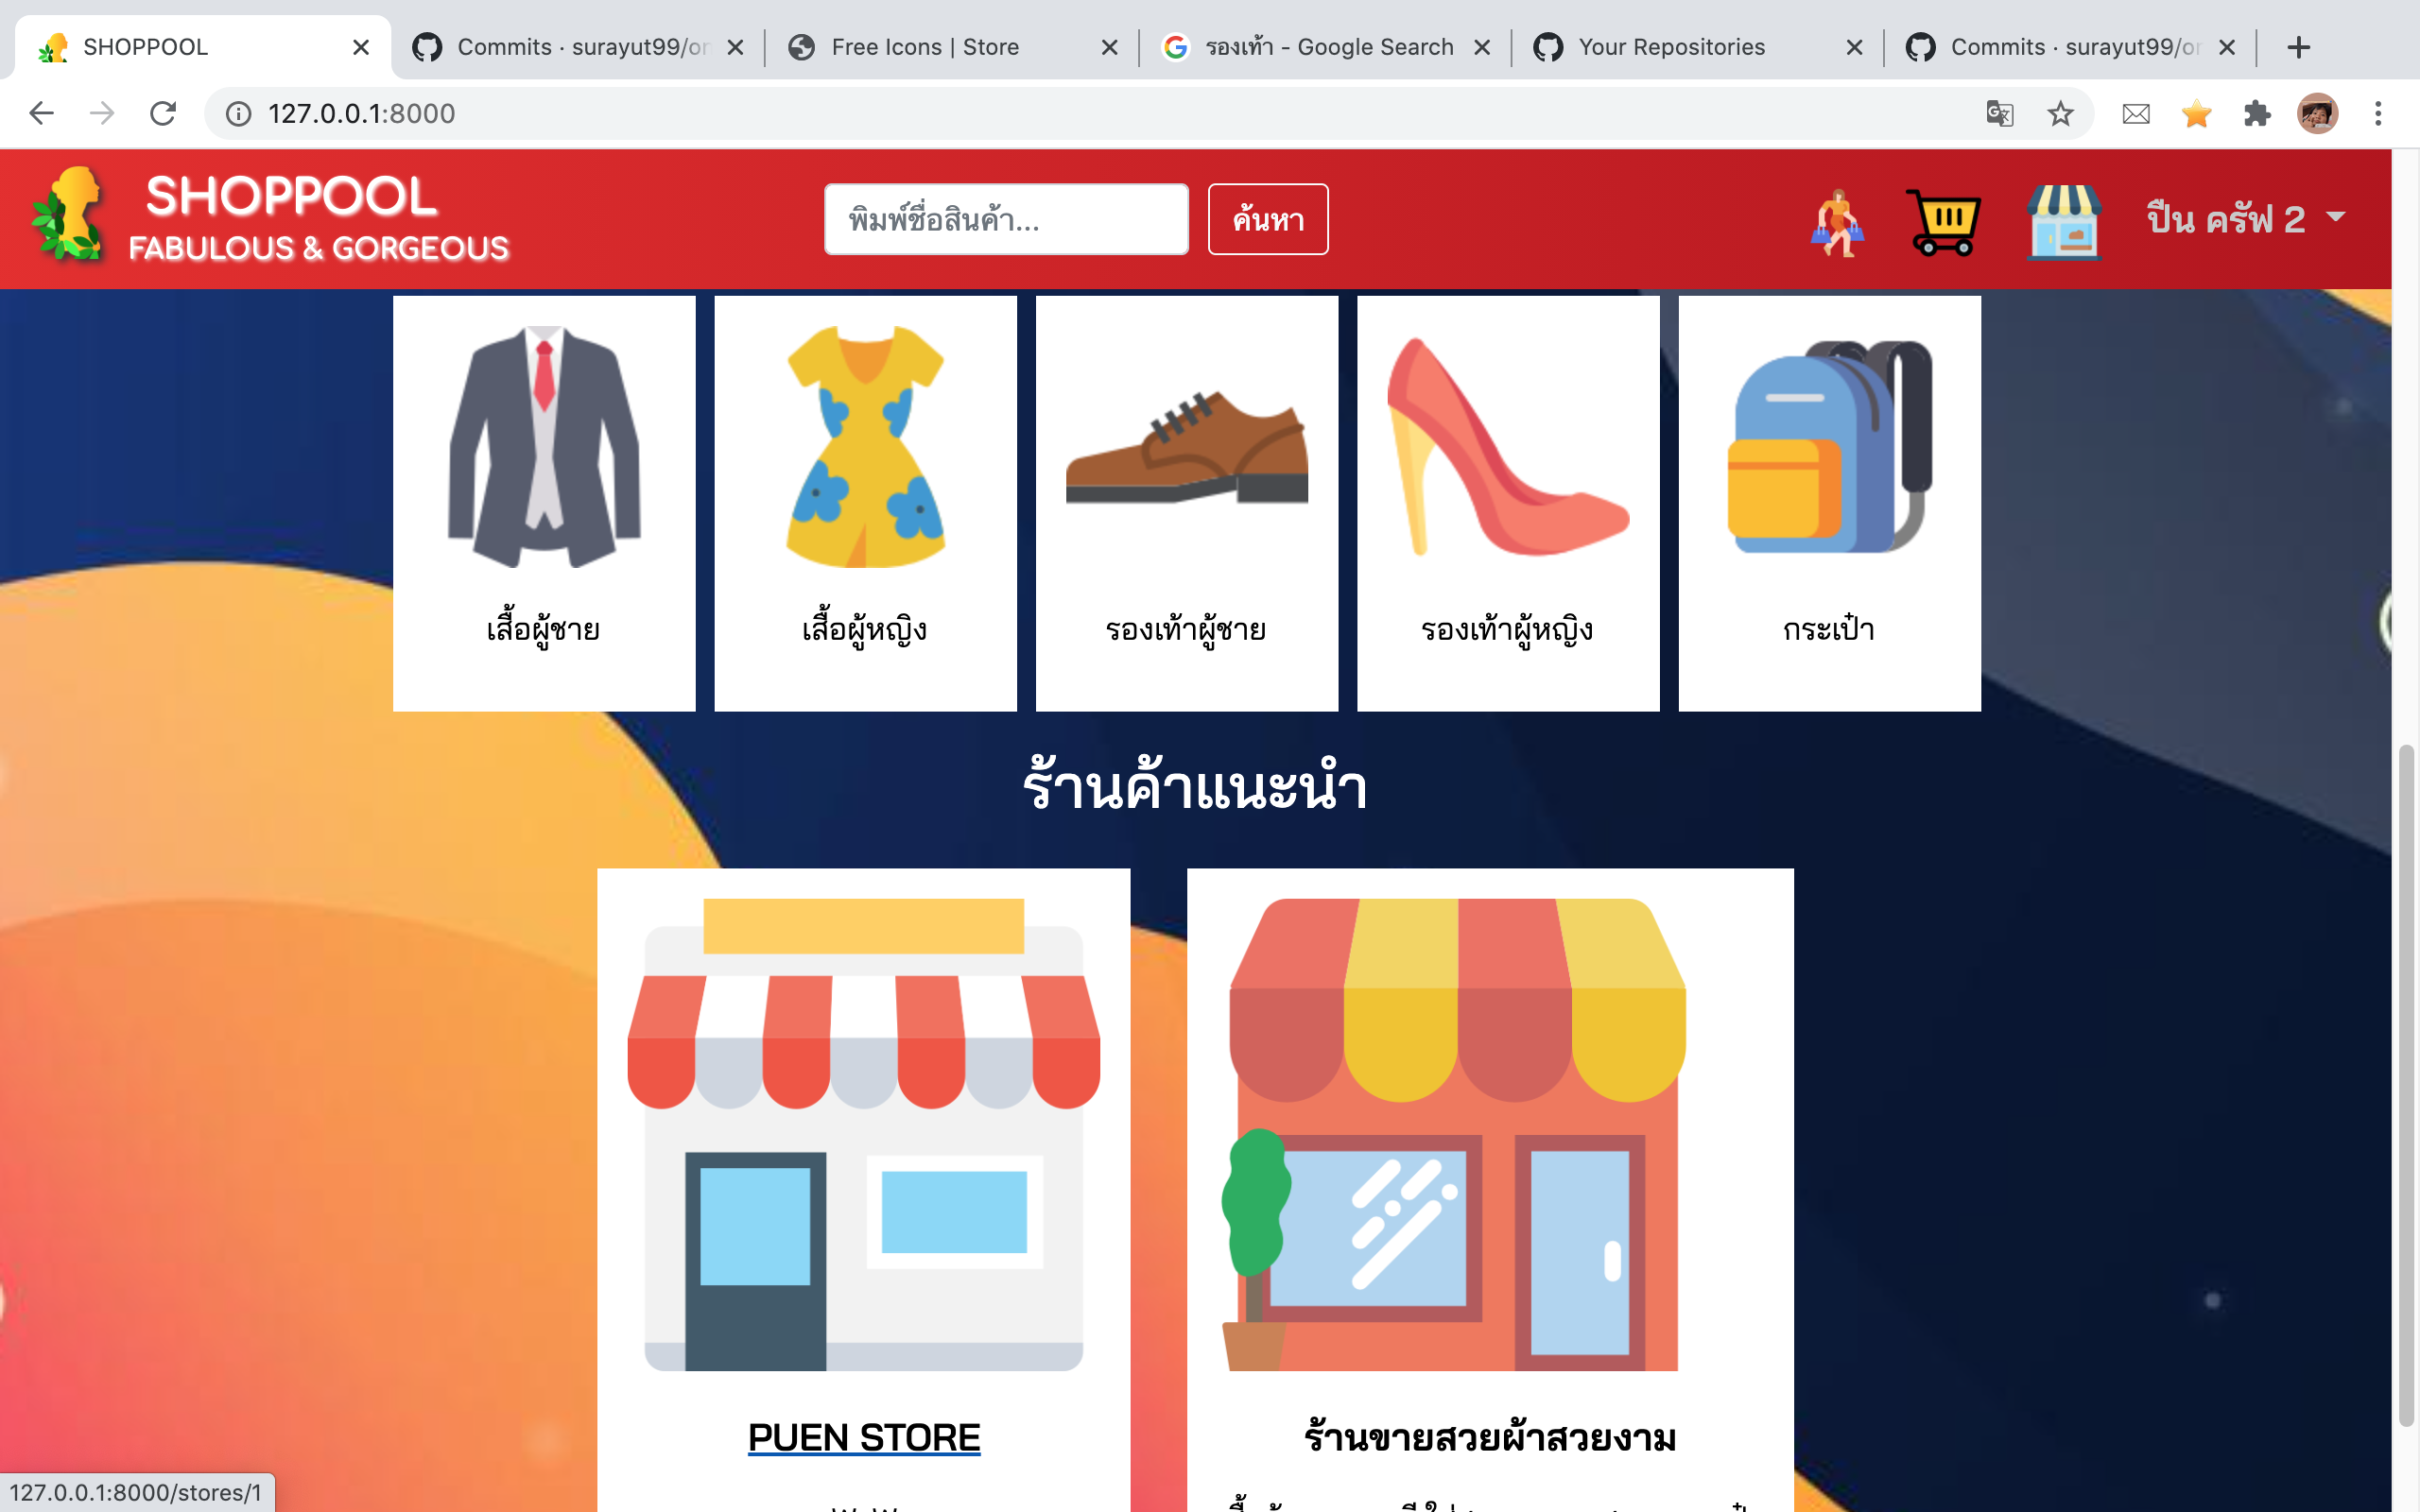 SHOPPOOL
Commits · surayut99/or
Free Icons | Store
รองเท้า - Google Search
Your Repositories
Commits · surayut99/or
127.0.0.1:8000
SHOPPOOL
FABULOUS & GORGEOUS
พิมพ์ชื่อสินค้า...
ค้นหา
ปืน ครัฟ 2
เสื้อผู้ชาย
เสื้อผู้หญิง
รองเท้าผู้ชาย
รองเท้าผู้หญิง
กระเป๋า
ร้านค้าแนะนำ
PUEN STORE
ร้านขายสวยผ้าสวยงาม
127.0.0.1:8000/stores/1